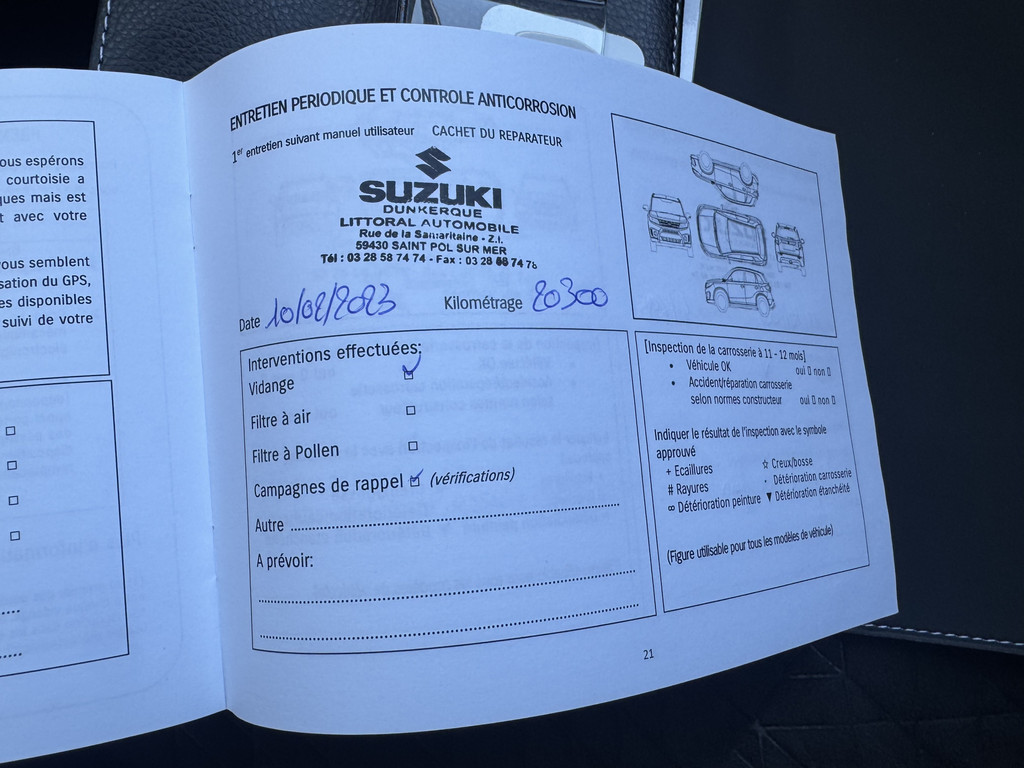 ous espérons
courtoisie a
ques mais est
t avec votre
vous semblent
sation du GPS,
es disponibles
suivi de votre
ENTRETIEN PERIODIQUE ET CONTROLE ANTICORROSION
1er entretien suivant manuel utilisateur CACHET DU REPARATEUR
SUZUKI
DUNKERQUE
LITTORAL AUTOMOBILE
Rue de la Samaritaine - Z.I.
59430 SAINT POL SUR MER
Tél : 03 28 58 74 74 - Fax : 03 28 58 74 76
Date 10/02/2023 Kilométrage 20300
Interventions effectuées:
Vidange
Filtre à air
Filtre à Pollen
Campagnes de rappel (vérifications)
Autre
A prévoir:
[Inspection de la carrosserie à 11 - 12 mois]
• Véhicule OK oui ▯ non ▯
• Accident/réparation carrosserie
selon normes constructeur oui ▯ non ▯
Indiquer le résultat de l'inspection avec le symbole
approuvé
+ Ecaillures ☆ Creux/bosse
# Rayures · Détérioration carrosserie
∞ Détérioration peinture ▼ Détérioration étanchéité
(Figure utilisable pour tous les modèles de véhicule)
21